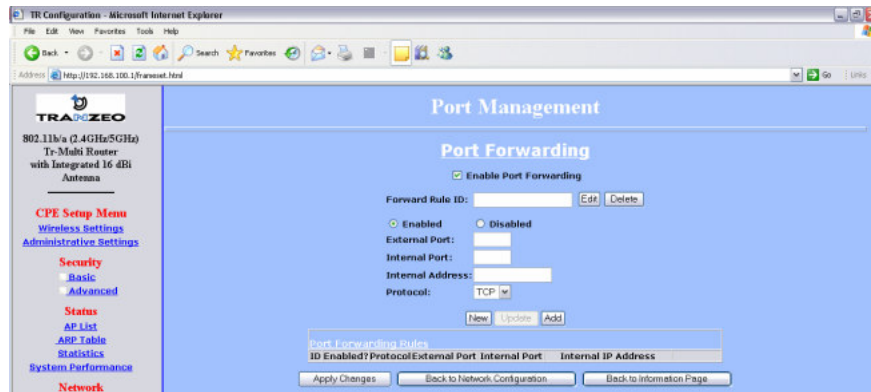 TR Configuration - Microsoft Internet Explorer
File Edit View Favorites Tools Help
Back Search Favorites
Address http://192.168.100.1/frameset.html Go Links
TRANZEO
802.11b/a (2.4GHz/5GHz)
Tr-Multi Router
with Integrated 16 dBi
Antenna
CPE Setup Menu
Wireless Settings
Administrative Settings
Security
Basic
Advanced
Status
AP List
ARP Table
Statistics
System Performance
Network
Port Management
Port Forwarding
Enable Port Forwarding
Forward Rule ID: Edit Delete
Enabled Disabled
External Port:
Internal Port:
Internal Address:
Protocol: TCP
New Update Add
Port Forwarding Rules
ID Enabled? Protocol External Port Internal Port Internal IP Address
Apply Changes Back to Network Configuration Back to Information Page